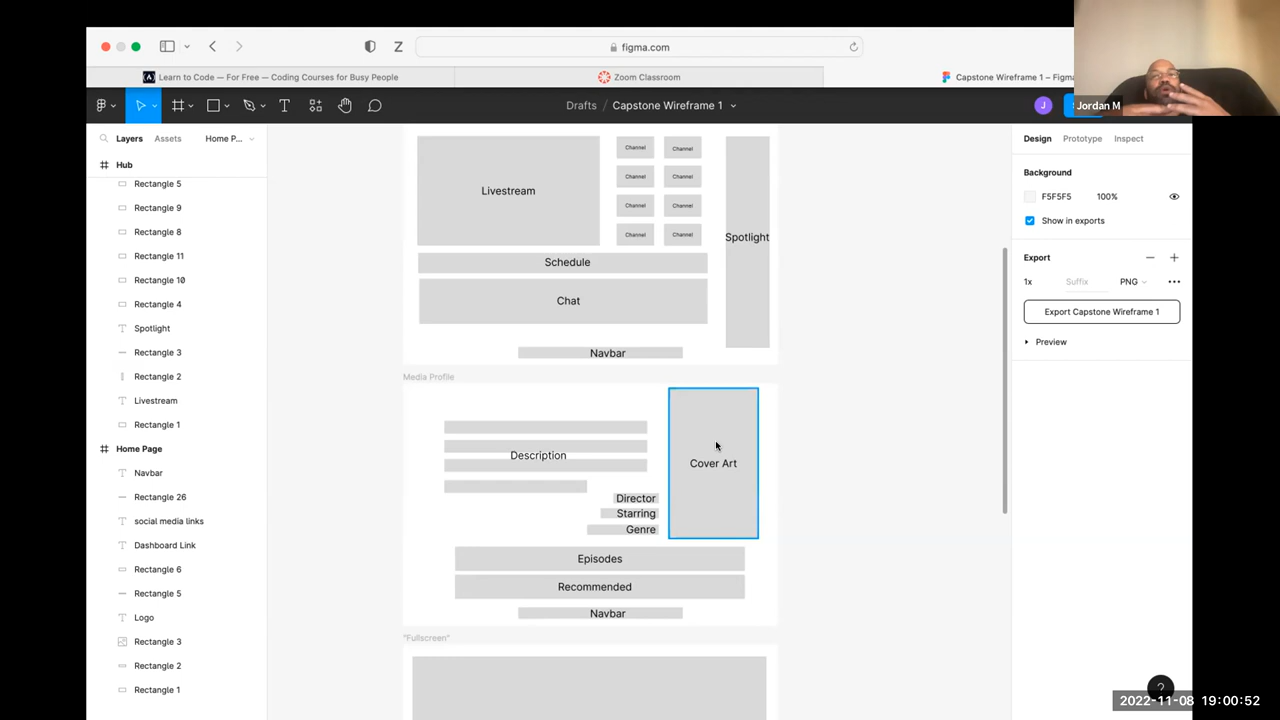 figma.com
Learn to Code — For Free — Coding Courses for Busy People
Zoom Classroom
Capstone Wireframe 1 – Figma
Jordan M
Drafts / Capstone Wireframe 1
J
Layers
Assets
Home P...
Hub
Rectangle 5
Rectangle 9
Rectangle 8
Rectangle 11
Rectangle 10
Rectangle 4
Spotlight
Rectangle 3
Rectangle 2
Livestream
Rectangle 1
Home Page
Navbar
Rectangle 26
social media links
Dashboard Link
Rectangle 6
Rectangle 5
Logo
Rectangle 3
Rectangle 2
Rectangle 1
Livestream
Channel Channel
Channel Channel
Channel Channel
Channel Channel
Spotlight
Schedule
Chat
Navbar
Media Profile
Description
Cover Art
Director
Starring
Genre
Episodes
Recommended
Navbar
"Fullscreen"
Design
Prototype
Inspect
Background
F5F5F5 100%
Show in exports
Export
1x Suffix PNG
Export Capstone Wireframe 1
Preview
?
2022-11-08 19:00:52